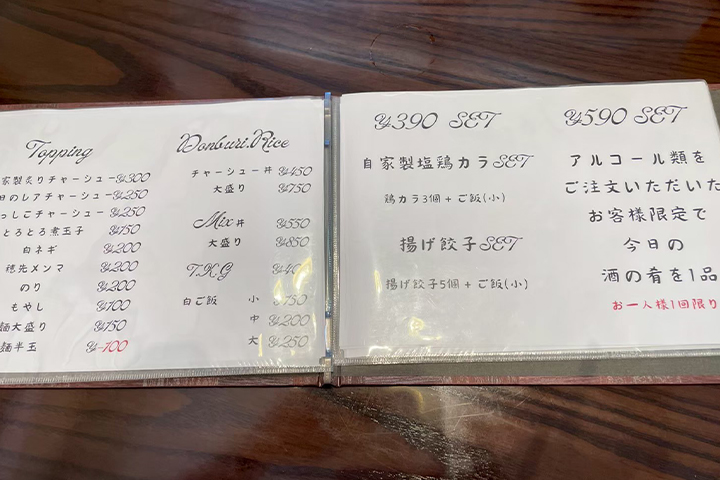 Topping
家製炙りチャーシュー ¥300
日のレアチャーシュー ¥250
っしこチャーシュー ¥250
とろとろ煮玉子 ¥150
白ネギ ¥200
穂先メンマ ¥200
のり ¥200
もやし ¥100
麺大盛り ¥150
麺半玉 ¥-100
Donburi.Rice
チャーシュー丼 ¥450
大盛り ¥750
Mix丼 ¥550
大盛り ¥850
T.K.G
白ご飯 小 ¥150
中 ¥200
大 ¥250
¥390 SET
自家製塩鶏カラSET
鶏カラ3個+ご飯(小)
揚げ餃子SET
揚げ餃子5個+ご飯(小)
¥590 SET
アルコール類を
ご注文いただいた
お客様限定で
今日の
酒の肴を1品
お一人様1回限り